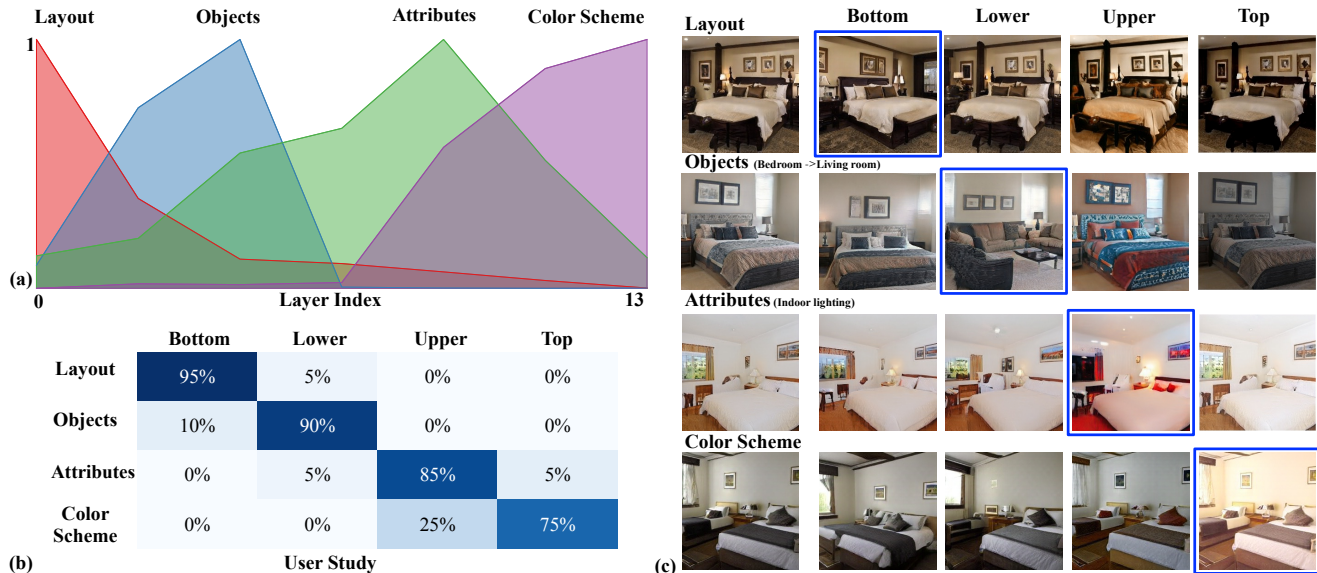 Layout Objects Attributes Color Scheme
1
(a)
0 Layer Index 13
Bottom Lower Upper Top
Layout 95% 5% 0% 0%
Objects 10% 90% 0% 0%
Attributes 0% 5% 85% 5%
Color
Scheme 0% 0% 25% 75%
(b) User Study
Layout Bottom Lower Upper Top
Objects (Bedroom ->Living room)
Attributes (Indoor lighting)
Color Scheme
(c)